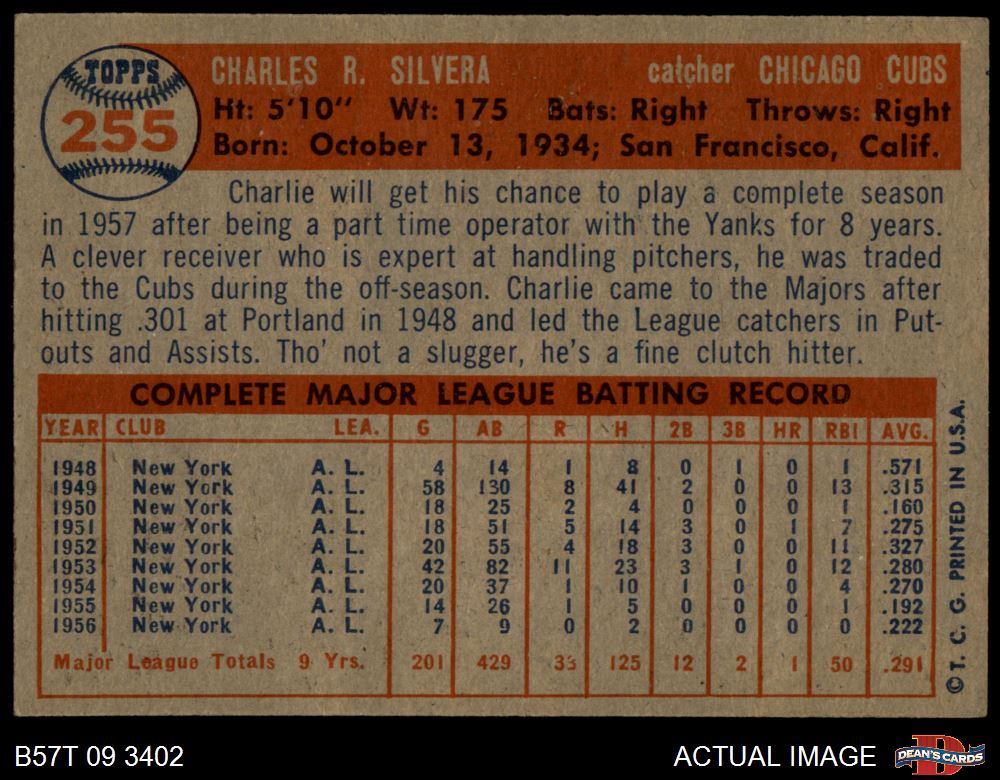 TOPPS
255
CHARLES R. SILVERA catcher CHICAGO CUBS
Ht: 5'10" Wt: 175 Bats: Right Throws: Right
Born: October 13, 1934; San Francisco, Calif.
Charlie will get his chance to play a complete season
in 1957 after being a part time operator with the Yanks for 8 years.
A clever receiver who is expert at handling pitchers, he was traded
to the Cubs during the off-season. Charlie came to the Majors after
hitting .301 at Portland in 1948 and led the League catchers in Put-
outs and Assists. Tho' not a slugger, he's a fine clutch hitter.
COMPLETE MAJOR LEAGUE BATTING RECORD
YEAR CLUB LEA. G AB R H 2B 3B HR RBI AVG.
1948 New York A. L. 4 14 1 8 0 1 0 1 .571
1949 New York A. L. 58 130 8 41 2 0 0 13 .315
1950 New York A. L. 18 25 2 4 0 0 0 1 .160
1951 New York A. L. 18 51 5 14 3 0 1 7 .275
1952 New York A. L. 20 55 4 18 3 0 0 11 .327
1953 New York A. L. 42 82 11 23 3 1 0 12 .280
1954 New York A. L. 20 37 1 10 1 0 0 4 .270
1955 New York A. L. 14 26 1 5 0 0 0 1 .192
1956 New York A. L. 7 9 0 2 0 0 0 0 .222
Major League Totals 9 Yrs. 201 429 33 125 12 2 1 50 .291
© T. C. G. PRINTED IN U.S.A.
B57T 09 3402 ACTUAL IMAGE DEAN'S CARDS